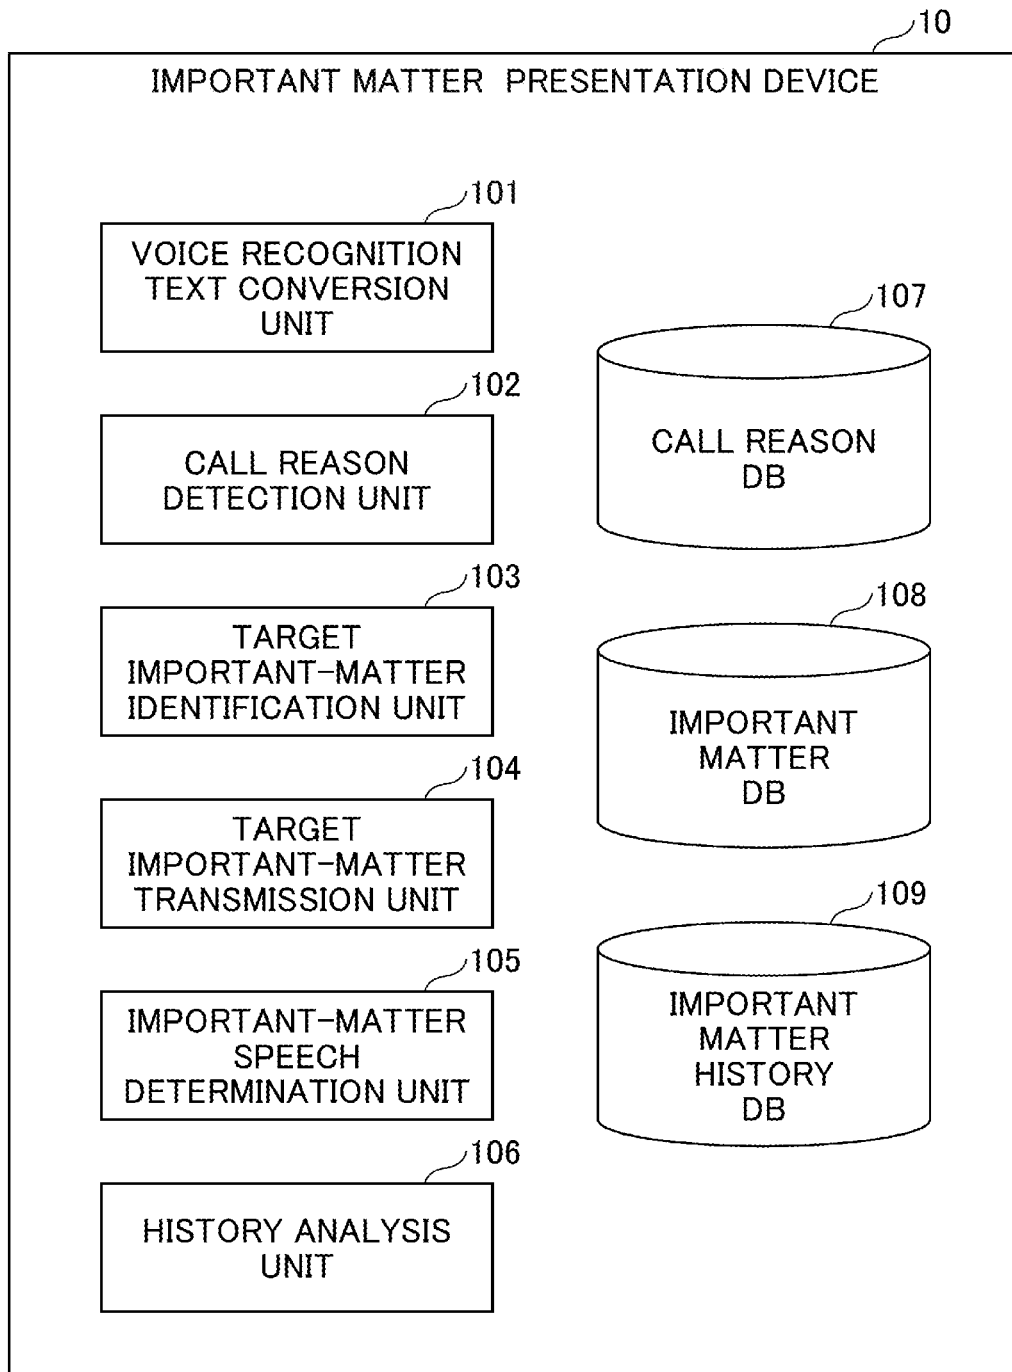 10
IMPORTANT MATTER PRESENTATION DEVICE
101
VOICE RECOGNITION
TEXT CONVERSION
UNIT
102
CALL REASON
DETECTION UNIT
103
TARGET
IMPORTANT-MATTER
IDENTIFICATION UNIT
104
TARGET
IMPORTANT-MATTER
TRANSMISSION UNIT
105
IMPORTANT-MATTER
SPEECH
DETERMINATION UNIT
106
HISTORY ANALYSIS
UNIT
107
CALL REASON
DB
108
IMPORTANT
MATTER
DB
109
IMPORTANT
MATTER
HISTORY
DB